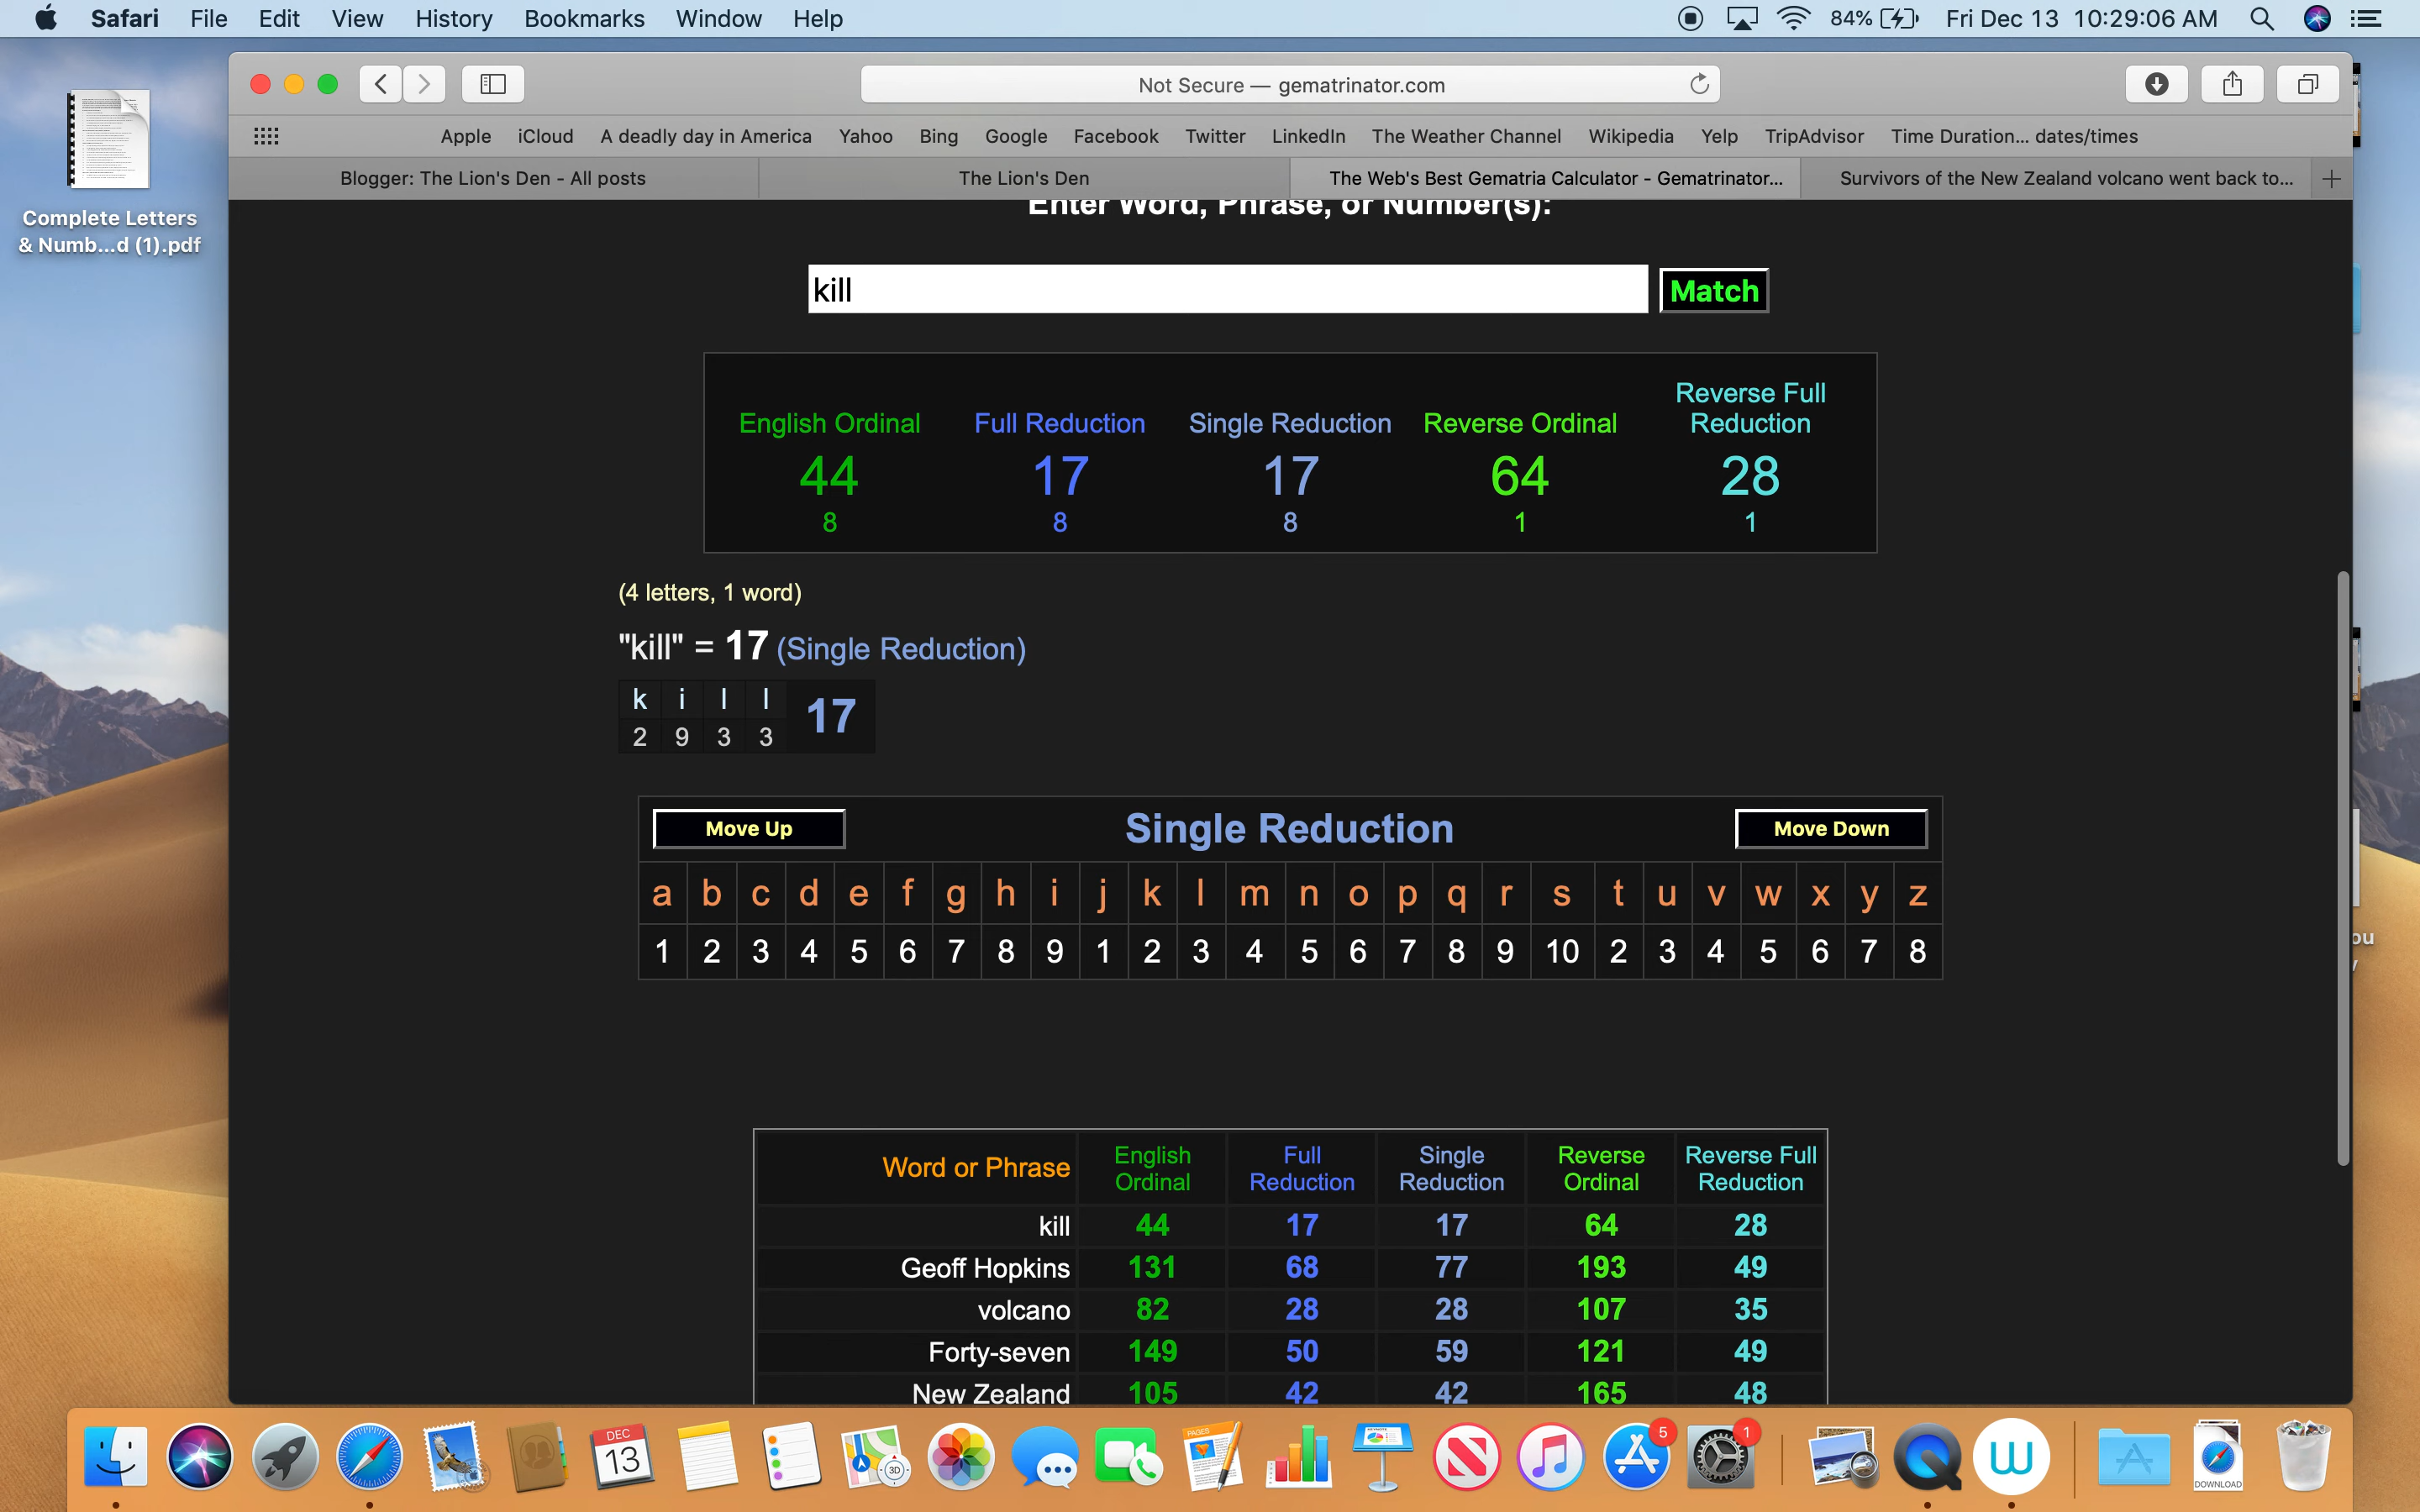 Safari File Edit View History Bookmarks Window Help 84% Fri Dec 13 10:29:06 AM
Complete Letters
& Numb...d (1).pdf
Not Secure — gematrinator.com
Apple iCloud A deadly day in America Yahoo Bing Google Facebook Twitter LinkedIn The Weather Channel Wikipedia Yelp TripAdvisor Time Duration... dates/times
Blogger: The Lion's Den - All posts The Lion's Den The Web's Best Gematria Calculator - Gematrinator... Survivors of the New Zealand volcano went back to...
Enter Word, Phrase, or Number(s):
kill Match
Reverse Full
English Ordinal Full Reduction Single Reduction Reverse Ordinal Reduction
44 17 17 64 28
8 8 8 1 1
(4 letters, 1 word)
"kill" = 17 (Single Reduction)
k i l l 17
2 9 3 3
Move Up Single Reduction Move Down
a b c d e f g h i j k l m n o p q r s t u v w x y z
1 2 3 4 5 6 7 8 9 1 2 3 4 5 6 7 8 9 10 2 3 4 5 6 7 8
ou
Word or Phrase English Full Single Reverse Reverse Full
Ordinal Reduction Reduction Ordinal Reduction
kill 44 17 17 64 28
Geoff Hopkins 131 68 77 193 49
volcano 82 28 28 107 35
Forty-seven 149 50 59 121 49
New Zealand 105 42 42 165 48
DEC
13
3D
PAGES
5
1
W
DOWNLOAD